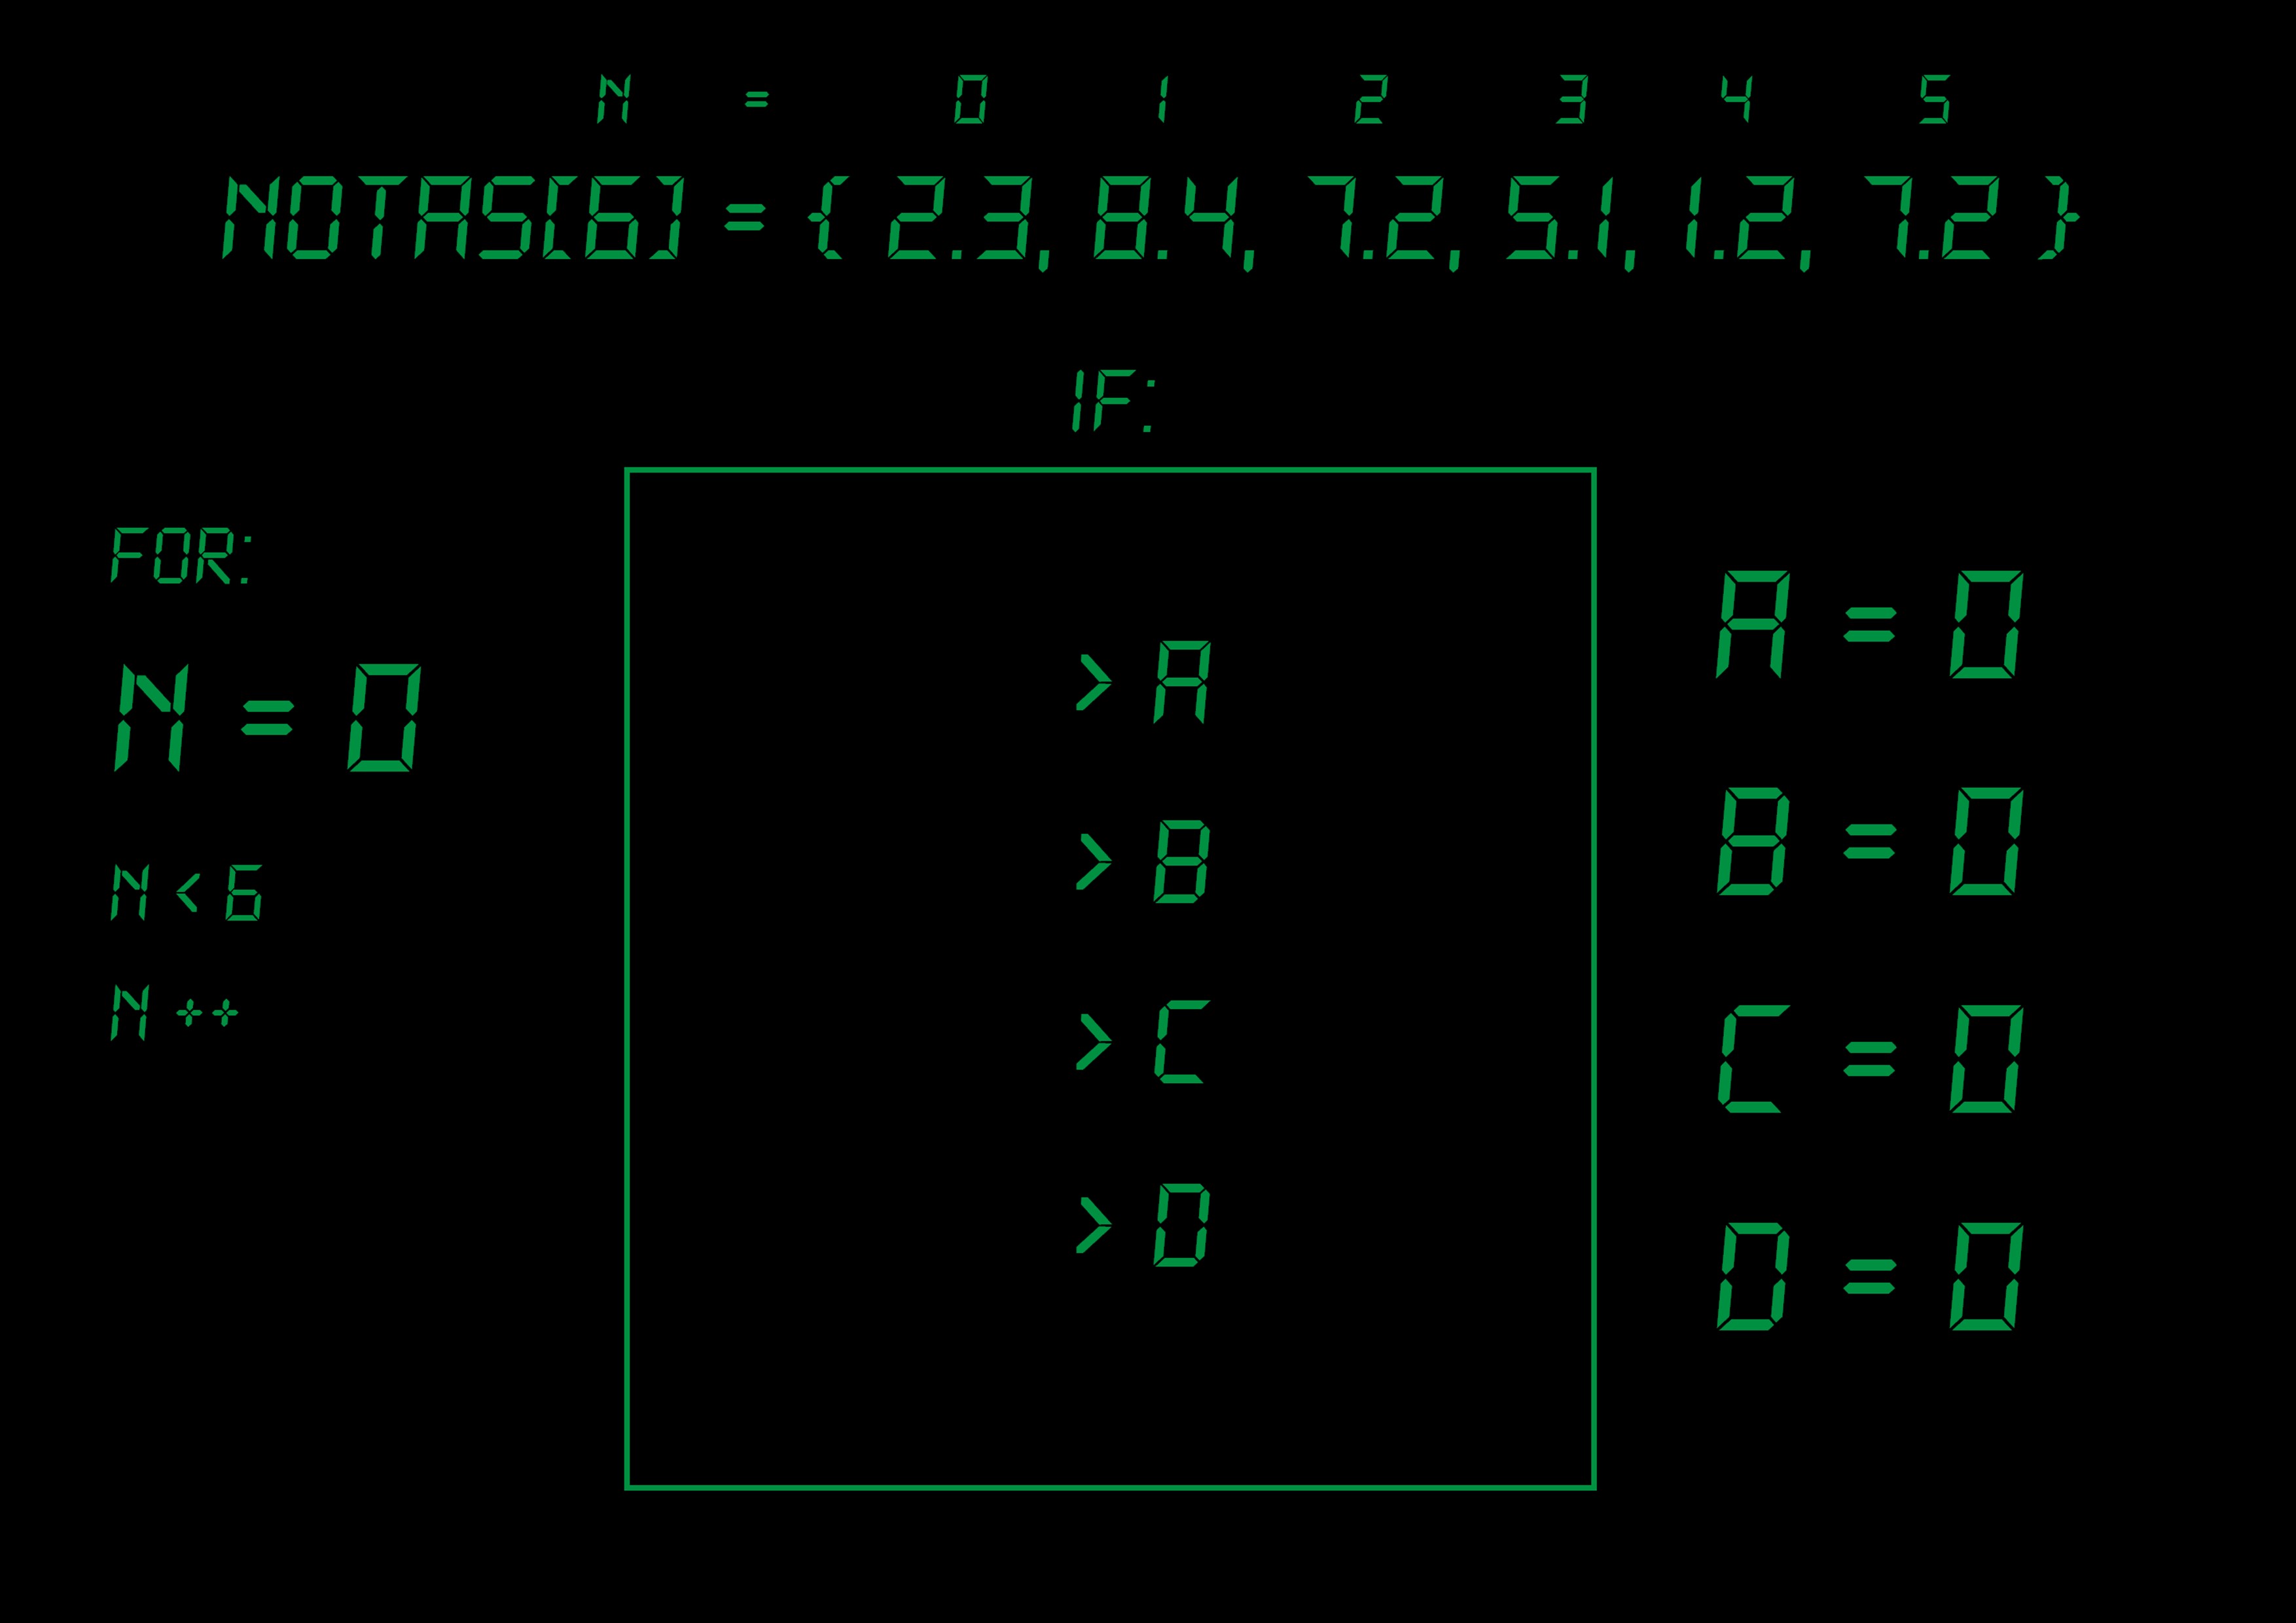 N = 0 1 2 3 4 5
NOTAS[6] = { 2.3, 8.4, 7.2, 5.1, 1.2, 7.2 }
IF:
FOR:
N = 0
N < 6
N ++
> A
> B
> C
> D
A = 0
B = 0
C = 0
D = 0